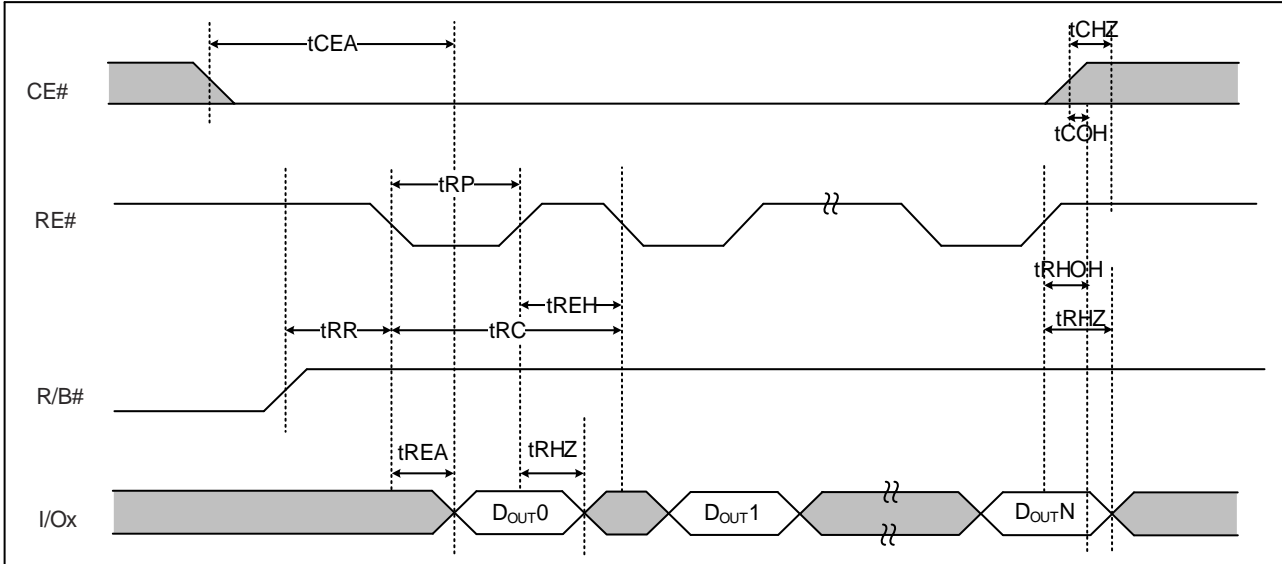 tCEA
tCHZ
CE#
tCOH
tRP
RE#
tRHOH
tREH
tRR
tRC
tRHZ
R/B#
tREA
tRHZ
I/Ox
DOUT0
DOUT1
DOUTN